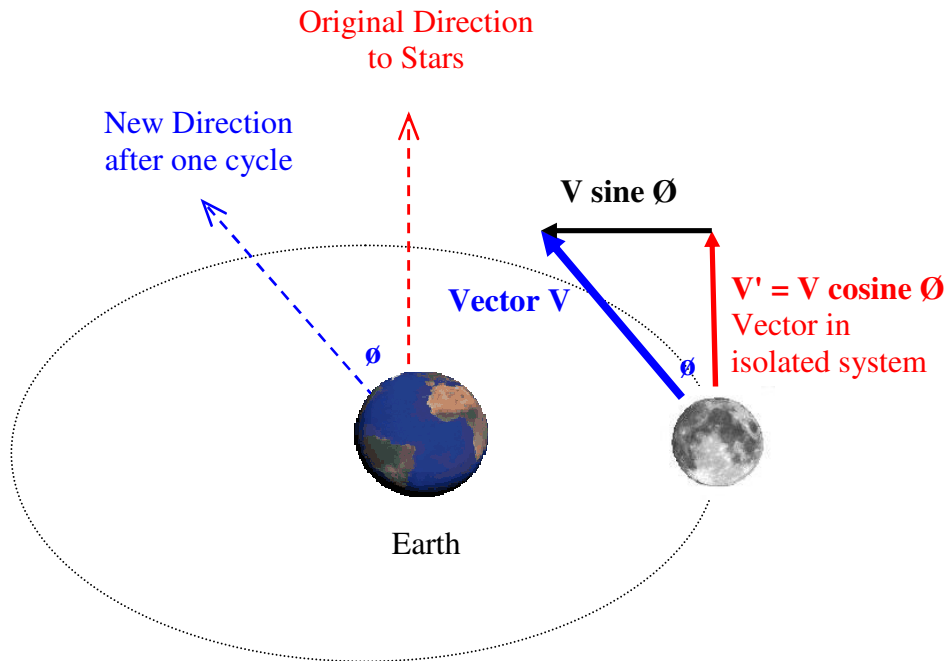 Original Direction
to Stars
New Direction
after one cycle
V sine Ø
Vector V
V' = V cosine Ø
Vector in
isolated system
ø
ø
Earth